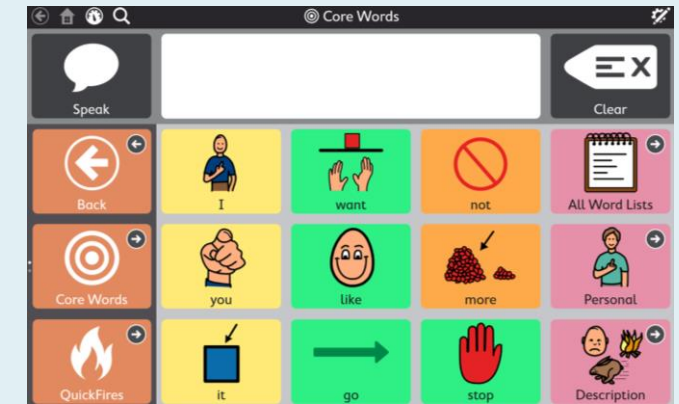 Core Words
Speak
Clear
Back
I
want
not
All Word Lists
Core Words
you
like
more
Personal
QuickFires
it
go
stop
Description